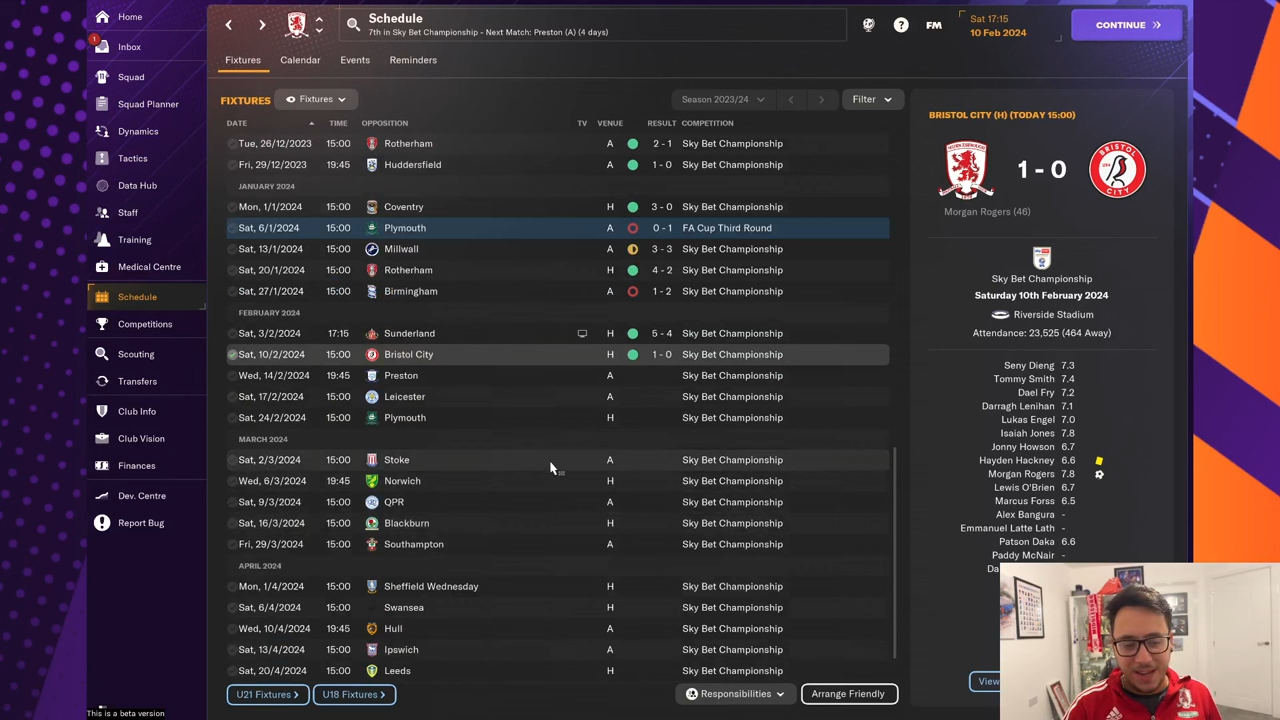 Home
Inbox
1
Squad
Squad Planner
Dynamics
Tactics
Data Hub
Staff
Training
Medical Centre
Schedule
Competitions
Scouting
Transfers
Club Info
Club Vision
Finances
Dev. Centre
Report Bug
This is a beta version
Schedule
7th in Sky Bet Championship - Next Match: Preston (A) (4 days)
?
FM
Sat 17:15
10 Feb 2024
CONTINUE
Fixtures
Calendar
Events
Reminders
FIXTURES
Fixtures
Season 2023/24
Filter
DATE TIME OPPOSITION TV VENUE RESULT COMPETITION
Tue, 26/12/2023 15:00 Rotherham A 2 - 1 Sky Bet Championship
Fri, 29/12/2023 19:45 Huddersfield A 1 - 0 Sky Bet Championship
JANUARY 2024
Mon, 1/1/2024 15:00 Coventry H 3 - 0 Sky Bet Championship
Sat, 6/1/2024 15:00 Plymouth A 0 - 1 FA Cup Third Round
Sat, 13/1/2024 15:00 Millwall A 3 - 3 Sky Bet Championship
Sat, 20/1/2024 15:00 Rotherham H 4 - 2 Sky Bet Championship
Sat, 27/1/2024 15:00 Birmingham A 1 - 2 Sky Bet Championship
FEBRUARY 2024
Sat, 3/2/2024 17:15 Sunderland H 5 - 4 Sky Bet Championship
Sat, 10/2/2024 15:00 Bristol City H 1 - 0 Sky Bet Championship
Wed, 14/2/2024 19:45 Preston A Sky Bet Championship
Sat, 17/2/2024 15:00 Leicester A Sky Bet Championship
Sat, 24/2/2024 15:00 Plymouth H Sky Bet Championship
MARCH 2024
Sat, 2/3/2024 15:00 Stoke A Sky Bet Championship
Wed, 6/3/2024 19:45 Norwich H Sky Bet Championship
Sat, 9/3/2024 15:00 QPR A Sky Bet Championship
Sat, 16/3/2024 15:00 Blackburn H Sky Bet Championship
Fri, 29/3/2024 15:00 Southampton A Sky Bet Championship
APRIL 2024
Mon, 1/4/2024 15:00 Sheffield Wednesday H Sky Bet Championship
Sat, 6/4/2024 15:00 Swansea H Sky Bet Championship
Wed, 10/4/2024 19:45 Hull A Sky Bet Championship
Sat, 13/4/2024 15:00 Ipswich A Sky Bet Championship
Sat, 20/4/2024 15:00 Leeds H Sky Bet Championship
U21 Fixtures
U18 Fixtures
Responsibilities
Arrange Friendly
BRISTOL CITY (H) (TODAY 15:00)
1 - 0
Morgan Rogers (46)
Sky Bet Championship
Saturday 10th February 2024
Riverside Stadium
Attendance: 23,525 (464 Away)
Seny Dieng 7.3
Tommy Smith 7.4
Dael Fry 7.2
Darragh Lenihan 7.1
Lukas Engel 7.0
Isaiah Jones 7.8
Jonny Howson 6.7
Hayden Hackney 6.6
Morgan Rogers 7.8
Lewis O'Brien 6.7
Marcus Forss 6.5
Alex Bangura -
Emmanuel Latte Lath -
Patson Daka 6.6
Paddy McNair -
Da
View